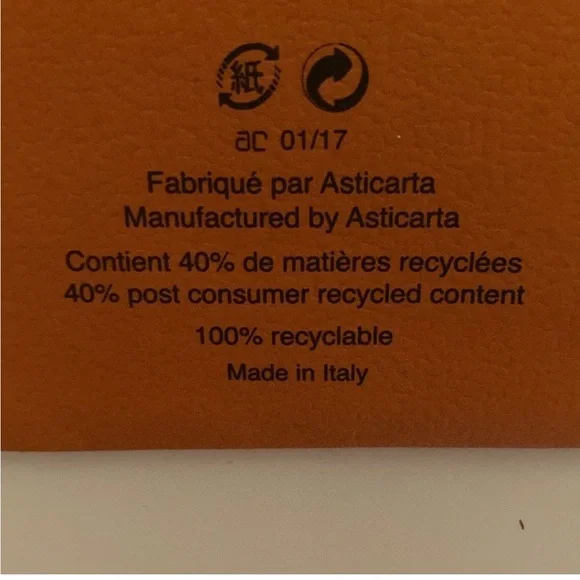 紙
ac 01/17
Fabriqué par Asticarta
Manufactured by Asticarta
Contient 40% de matières recyclées
40% post consumer recycled content
100% recyclable
Made in Italy